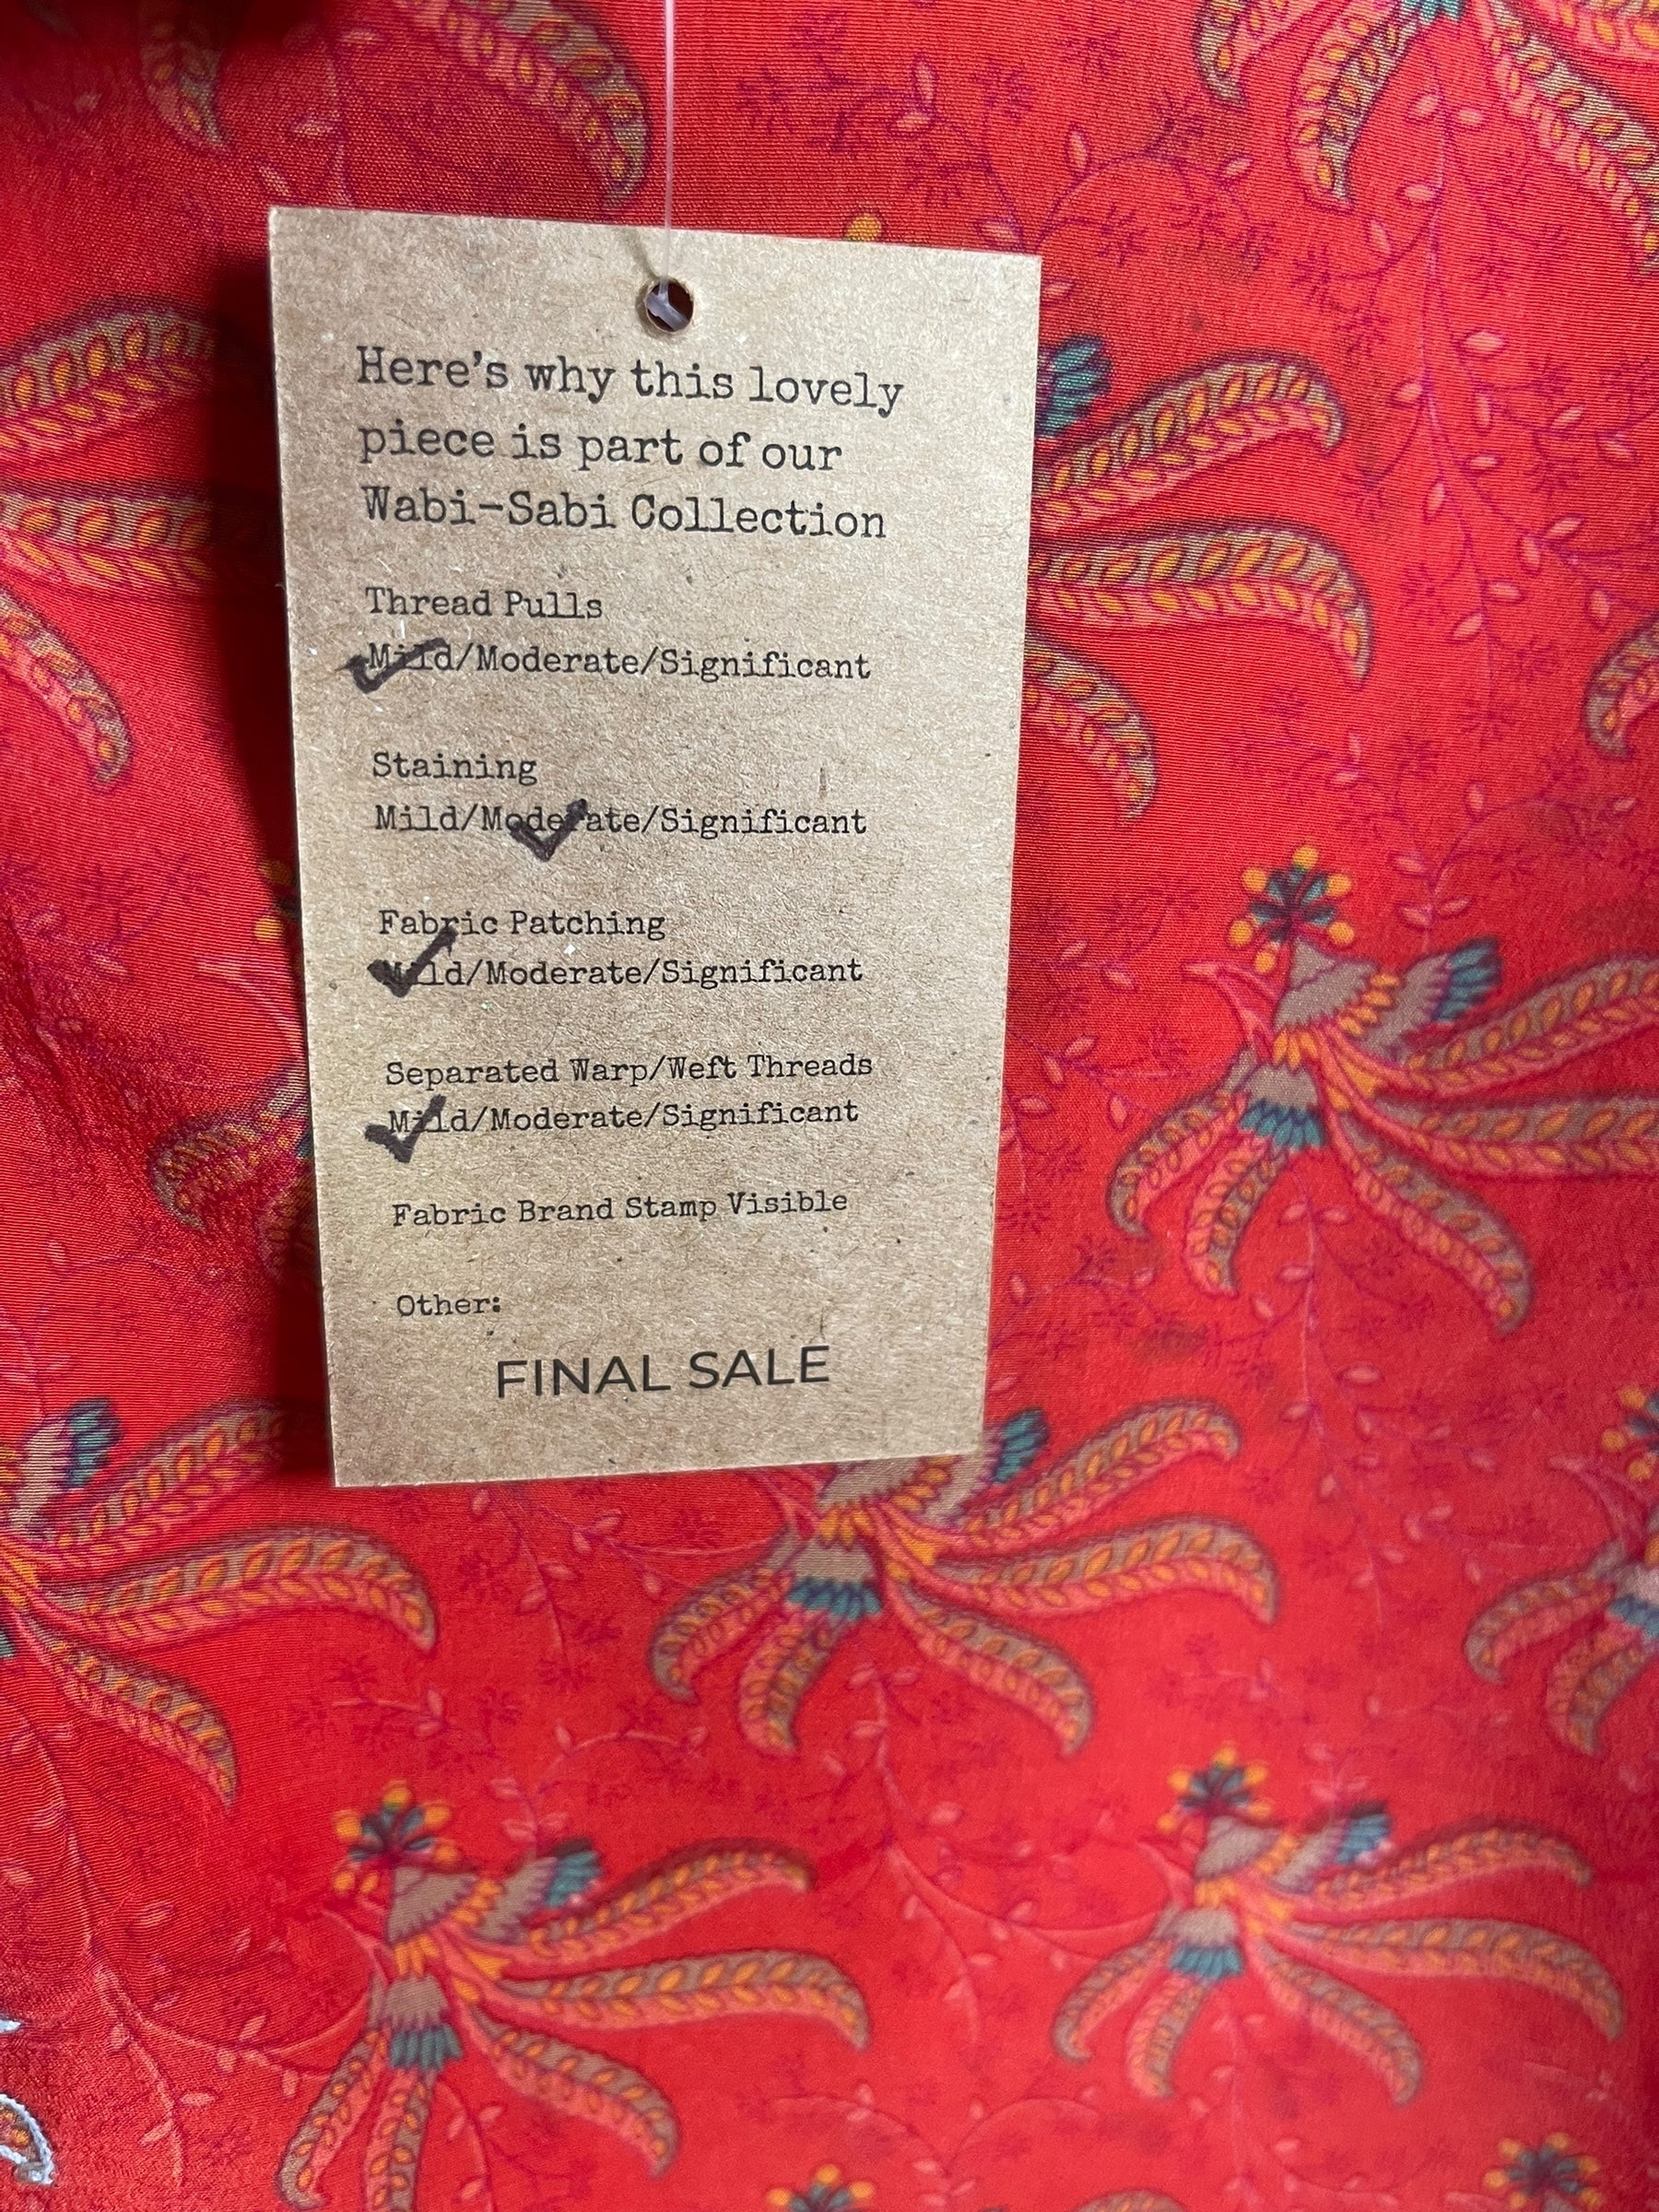 Here's why this lovely
piece is part of our
Wabi-Sabi Collection
Thread Pulls
Mild/Moderate/Significant
Staining
Mild/Moderate/Significant
Fabric Patching
Mild/Moderate/Significant
Separated Warp/Weft Threads
Mild/Moderate/Significant
Fabric Brand Stamp Visible
Other:
FINAL SALE